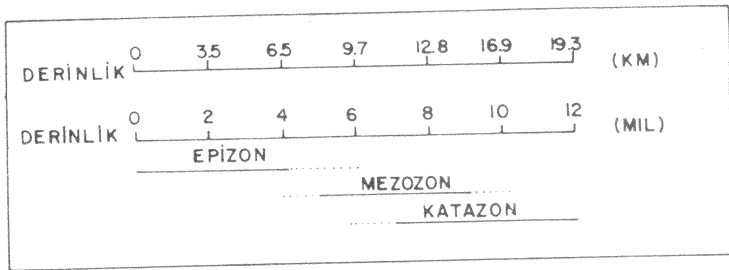 0 3.5 6.5 9.7 12.8 16.9 19.3
DERİNLİK (KM)
0 2 4 6 8 10 12
DERİNLİK (MIL)
EPİZON
MEZOZON
KATAZON